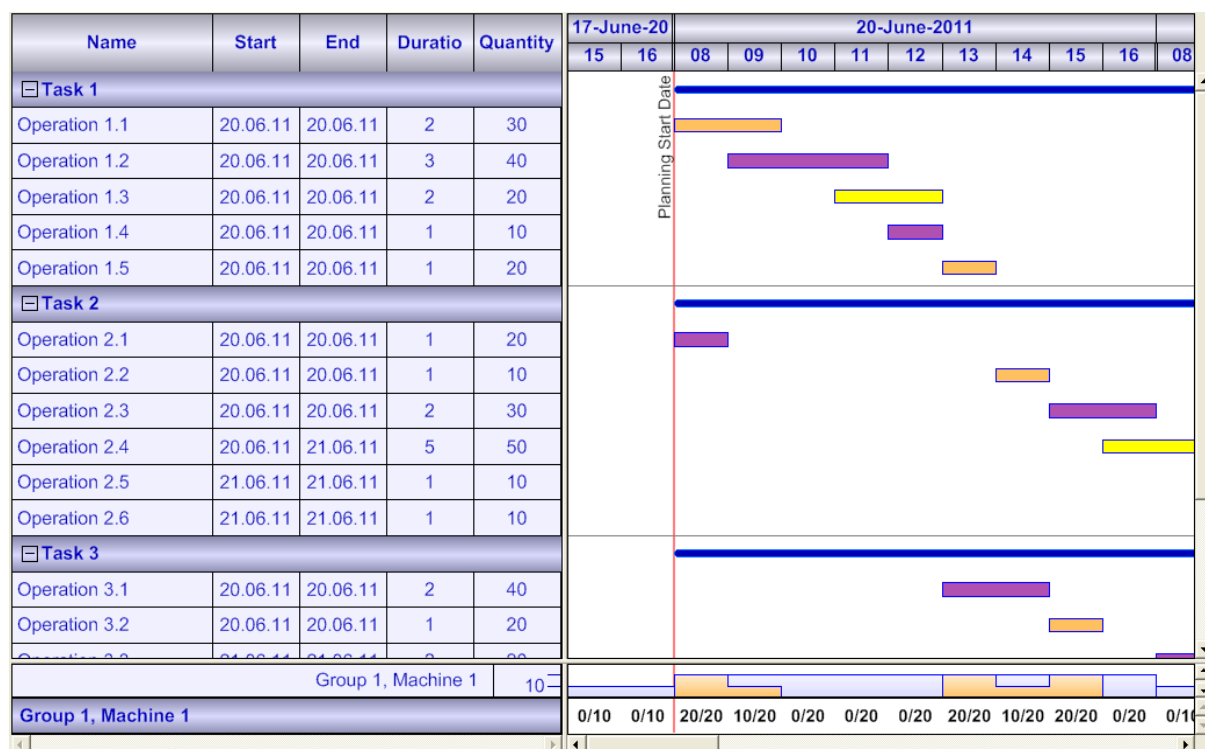 Name Start End Duratio Quantity 17-June-20 20-June-2011
15 16 08 09 10 11 12 13 14 15 16 08
Task 1
Planning Start Date
Operation 1.1 20.06.11 20.06.11 2 30
Operation 1.2 20.06.11 20.06.11 3 40
Operation 1.3 20.06.11 20.06.11 2 20
Operation 1.4 20.06.11 20.06.11 1 10
Operation 1.5 20.06.11 20.06.11 1 20
Task 2
Operation 2.1 20.06.11 20.06.11 1 20
Operation 2.2 20.06.11 20.06.11 1 10
Operation 2.3 20.06.11 20.06.11 2 30
Operation 2.4 20.06.11 21.06.11 5 50
Operation 2.5 21.06.11 21.06.11 1 10
Operation 2.6 21.06.11 21.06.11 1 10
Task 3
Operation 3.1 20.06.11 20.06.11 2 40
Operation 3.2 20.06.11 20.06.11 1 20
Group 1, Machine 1 10
Group 1, Machine 1 0/10 0/10 20/20 10/20 0/20 0/20 0/20 20/20 10/20 20/20 0/20 0/10